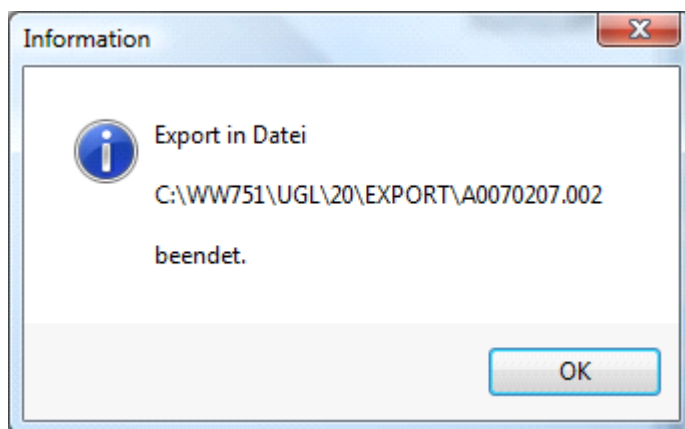 Information
Export in Datei
C:\WW751\UGL\20\EXPORT\A0070207.002
beendet.
OK